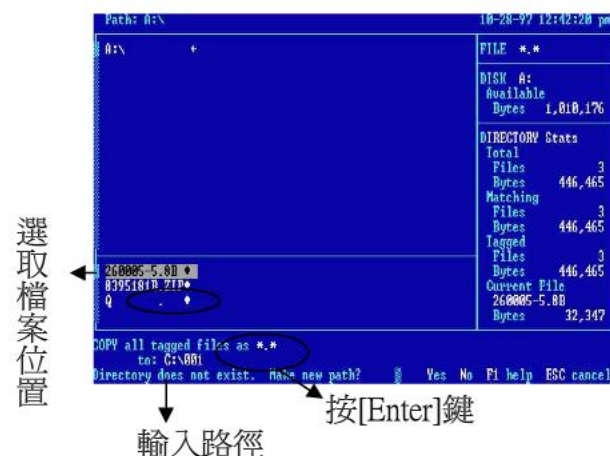 Path: A:\
10-28-97 12:42:20 pm
A:\
FILE *.*
DISK A:
Available
Bytes 1,010,176
DIRECTORY Stats
Total
Files 3
Bytes 446,465
Matching
Files 3
Bytes 446,465
Tagged
Files 3
Bytes 446,465
Current File
260005-5.8B
Bytes 32,347
260005-5.8B ♦
0395181B.ZIP♦
Q . ♦
COPY all tagged files as *.*
to: C:\001
Directory does not exist. Make new path? Yes No F1 help ESC cancel
選取檔案位置
按[Enter]鍵
輸入路徑